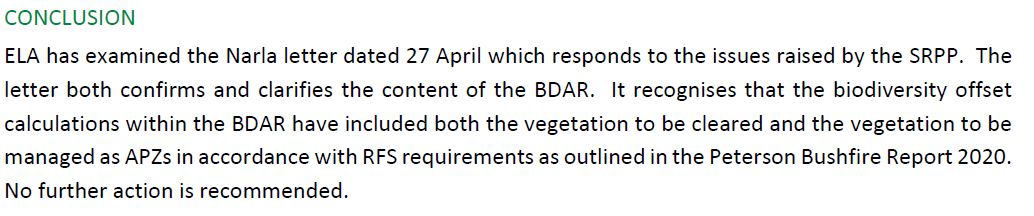 CONCLUSION
ELA has examined the Narla letter dated 27 April which responds to the issues raised by the SRPP. The
letter both confirms and clarifies the content of the BDAR. It recognises that the biodiversity offset
calculations within the BDAR have included both the vegetation to be cleared and the vegetation to be
managed as APZs in accordance with RFS requirements as outlined in the Peterson Bushfire Report 2020.
No further action is recommended.